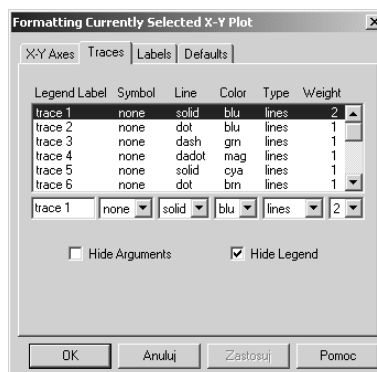 Formatting Currently Selected X-Y Plot
X-Y Axes Traces Labels Defaults
Legend Label Symbol Line Color Type Weight
trace 1 none solid blu lines 2
trace 2 none dot blu lines 1
trace 3 none dash grn lines 1
trace 4 none dadot mag lines 1
trace 5 none solid cya lines 1
trace 6 none dot brn lines 1
trace 1 none solid blu lines 2
Hide Arguments Hide Legend
OK Anuluj Zastosuj Pomoc